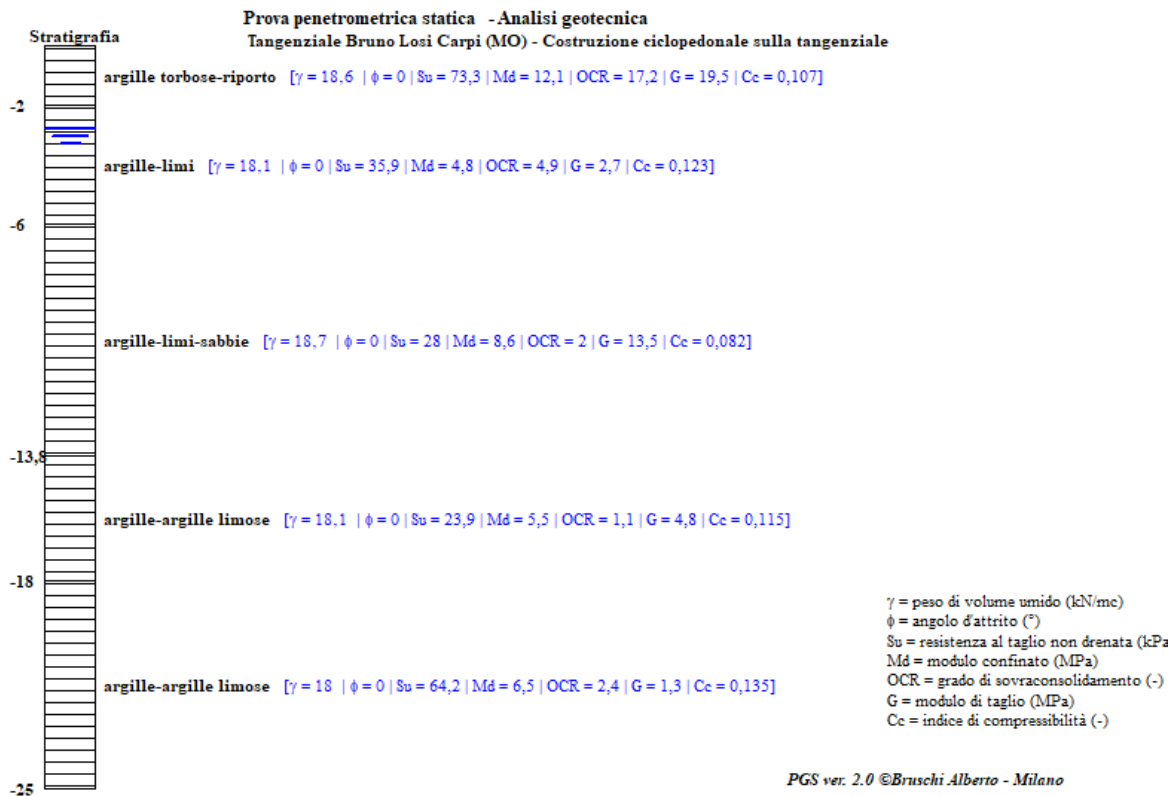 Prova penetrometrica statica - Analisi geotecnica
Stratigrafia
Tangenziale Bruno Losi Carpi (MO) - Costruzione ciclopedonale sulla tangenziale
argille torbose-riporto [γ = 18,6 | ϕ = 0 | Su = 73,3 | Md = 12,1 | OCR = 17,2 | G = 19,5 | Cc = 0,107]
-2
argille-limi [γ = 18,1 | ϕ = 0 | Su = 35,9 | Md = 4,8 | OCR = 4,9 | G = 2,7 | Cc = 0,123]
-6
argille-limi-sabbie [γ = 18,7 | ϕ = 0 | Su = 28 | Md = 8,6 | OCR = 2 | G = 13,5 | Cc = 0,082]
-13,8
argille-argille limose [γ = 18,1 | ϕ = 0 | Su = 23,9 | Md = 5,5 | OCR = 1,1 | G = 4,8 | Cc = 0,115]
-18
γ = peso di volume umido (kN/mc)
ϕ = angolo d'attrito (°)
Su = resistenza al taglio non drenata (kPa
Md = modulo confinato (MPa)
argille-argille limose [γ = 18 | ϕ = 0 | Su = 64,2 | Md = 6,5 | OCR = 2,4 | G = 1,3 | Cc = 0,135]
OCR = grado di sovraconsolidamento (-)
G = modulo di taglio (MPa)
Cc = indice di compressibilità (-)
PGS ver. 2.0 ©Bruschi Alberto - Milano
-25